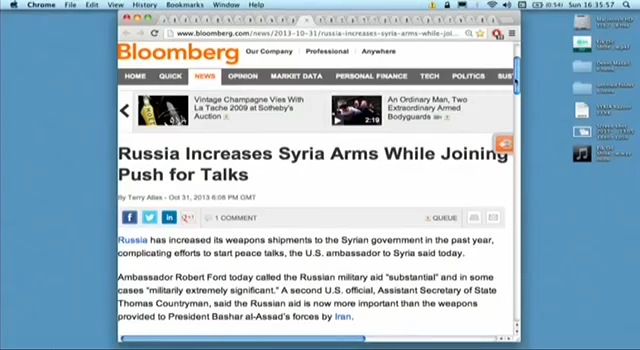 Chrome File Edit View History Bookmarks Window Help
(0:54) Sun 16:35:57
www.bloomberg.com/news/2013-10-31/russia-increases-syria-arms-while-joi...
Bloomberg Our Company Professional Anywhere
HOME QUICK NEWS OPINION MARKET DATA PERSONAL FINANCE TECH POLITICS SUS
Vintage Champagne Vies With
La Tache 2009 at Sotheby's
Auction
2:19
An Ordinary Man, Two
Extraordinary Armed
Bodyguards
Russia Increases Syria Arms While Joining
Push for Talks
By Terry Atlas - Oct 31, 2013 6:08 PM GMT
1 COMMENT QUEUE
Russia has increased its weapons shipments to the Syrian government in the past year,
complicating efforts to start peace talks, the U.S. ambassador to Syria said today.
Ambassador Robert Ford today called the Russian military aid "substantial" and in some
cases "militarily extremely significant." A second U.S. official, Assistant Secretary of State
Thomas Countryman, said the Russian aid is now more important than the weapons
provided to President Bashar al-Assad's forces by Iran.